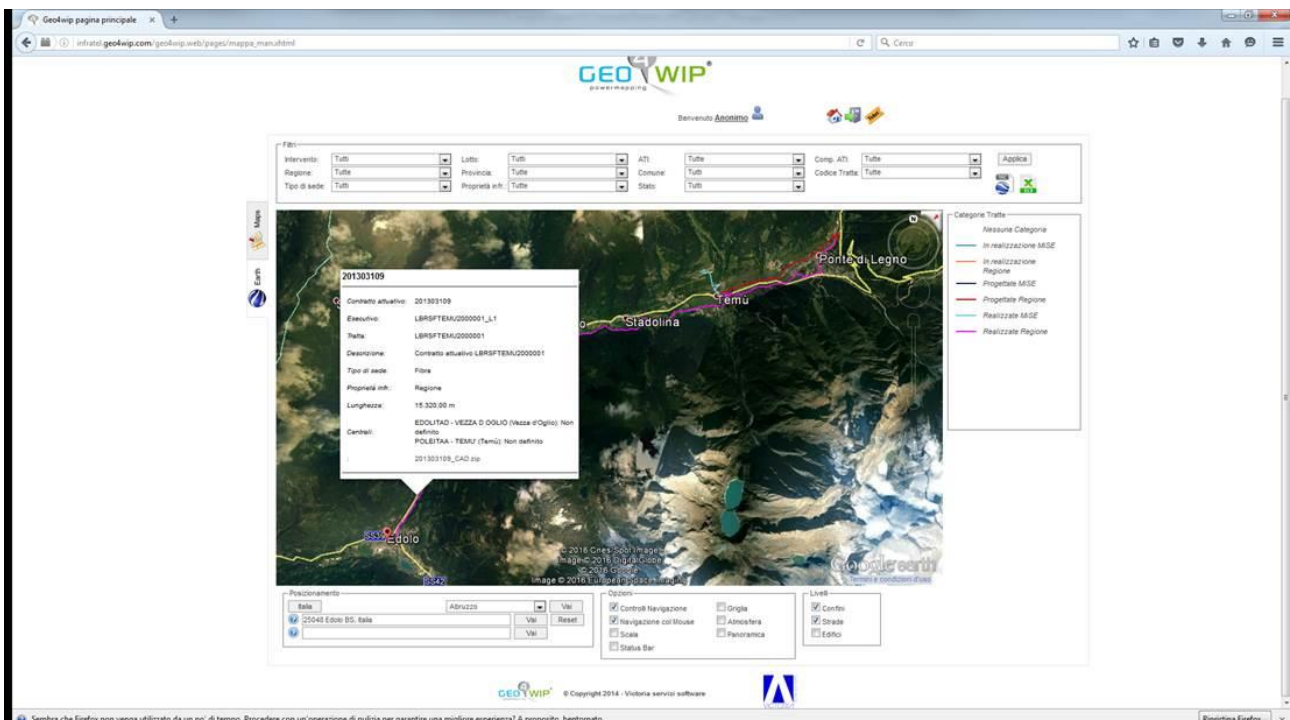 Geo4wip pagina principale
infratel.geo4wip.com/geo4wip.web/pages/mappa_man.xhtml
Cerca
GEO4WIP
powermapping
Benvenuto Anonimo
Filtri
Intervento: Tutti Lotto: Tutti ATI: Tutte Comp. ATI: Tutte Applica
Regione: Tutte Provincia: Tutte Comune: Tutti Codice Tratta: Tutte
Tipo di sede: Tutti Proprietà infr.: Tutte Stato: Tutti
Maps
Earth
N
201303109
Contratto attuativo: 201303109
Esecutivo: LBRSFTEMU2000001_L1
Tratta: LBRSFTEMU2000001
Descrizione: Contratto attuativo LBRSFTEMU2000001
Tipo di sede: Fibra
Proprietà infr.: Regione
Lunghezza: 15.320,00 m
Centrali: EDOLITAD - VEZZA D OGLIO (Vezza d'Oglio): Non definito
POLEITAA - TEMU' (Temù): Non definito
201303109_CAD.zip
Ponte di Legno
Temù
Stadolina
Edolo
SS42
© 2016 Cnes/Spot Image
Image © 2016 DigitalGlobe
© 2016 Google
Image © 2016 European Space Imaging
Google earth
Termini e condizioni d'uso
Categorie Tratte
Nessuna Categoria
In realizzazione MiSE
In realizzazione Regione
Progettate MiSE
Progettate Regione
Realizzate MiSE
Realizzate Regione
Posizionamento
Italia Abruzzo Vai
25048 Edolo BS, Italia Vai Reset
Vai
Opzioni
Controlli Navigazione Griglia
Navigazione col Mouse Atmosfera
Scala Panoramica
Status Bar
Livelli
Confini
Strade
Edifici
GEO4WIP © Copyright 2014 - Victoria servizi software
Sembra che Firefox non venga utilizzato da un po' di tempo. Procedere con un'operazione di pulizia per garantire una migliore esperienza? A proposito, bentornato. Ripristina Firefox